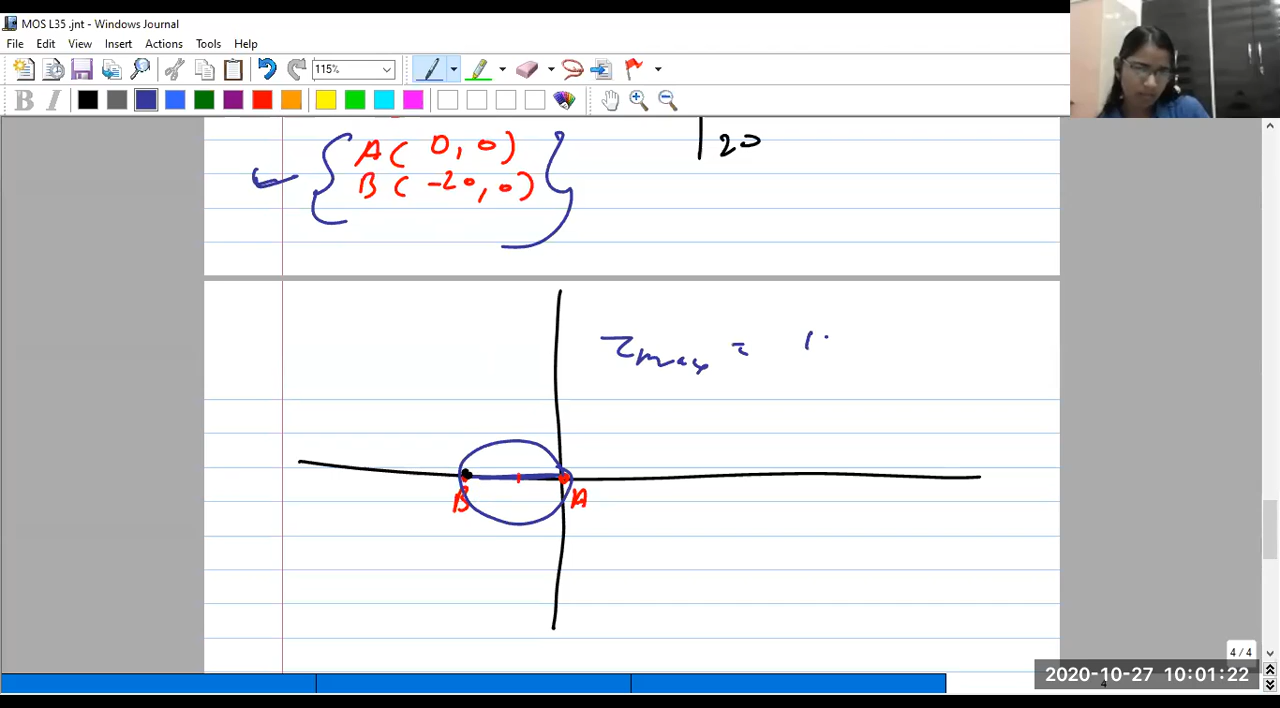 MOS L35 .jnt - Windows Journal
File Edit View Insert Actions Tools Help
115%
B I
A ( 0, 0)
B ( -20, 0)
20
τmax =
B A
4 / 4
2020-10-27 10:01:22